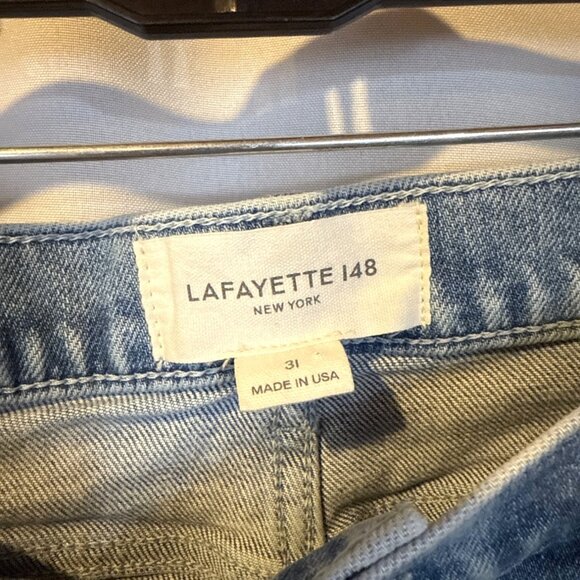 LAFAYETTE 148
NEW YORK
31
MADE IN USA